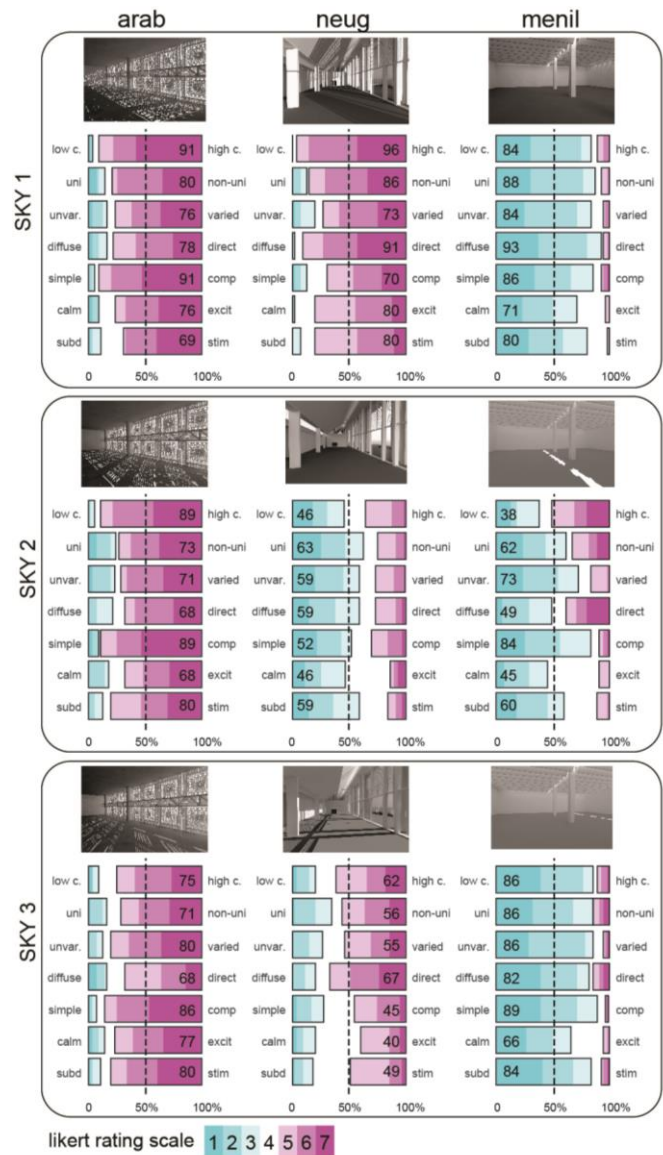 arab neug menil
SKY 1
low c. 91 high c. low c. 96 high c. low c. 84 high c.
uni 80 non-uni uni 86 non-uni uni 88 non-uni
unvar. 76 varied unvar. 73 varied unvar. 84 varied
diffuse 78 direct diffuse 91 direct diffuse 93 direct
simple 91 comp simple 70 comp simple 86 comp
calm 76 excit calm 80 excit calm 71 excit
subd 69 stim subd 80 stim subd 80 stim
0 50% 100% 0 50% 100% 0 50% 100%
SKY 2
low c. 89 high c. low c. 46 high c. low c. 38 high c.
uni 73 non-uni uni 63 non-uni uni 62 non-uni
unvar. 71 varied unvar. 59 varied unvar. 73 varied
diffuse 68 direct diffuse 59 direct diffuse 49 direct
simple 89 comp simple 52 comp simple 84 comp
calm 68 excit calm 46 excit calm 45 excit
subd 80 stim subd 59 stim subd 60 stim
0 50% 100% 0 50% 100% 0 50% 100%
SKY 3
low c. 75 high c. low c. 62 high c. low c. 86 high c.
uni 71 non-uni uni 56 non-uni uni 86 non-uni
unvar. 80 varied unvar. 55 varied unvar. 86 varied
diffuse 68 direct diffuse 67 direct diffuse 82 direct
simple 86 comp simple 45 comp simple 89 comp
calm 77 excit calm 40 excit calm 66 excit
subd 80 stim subd 49 stim subd 84 stim
0 50% 100% 0 50% 100% 0 50% 100%
likert rating scale 1 2 3 4 5 6 7